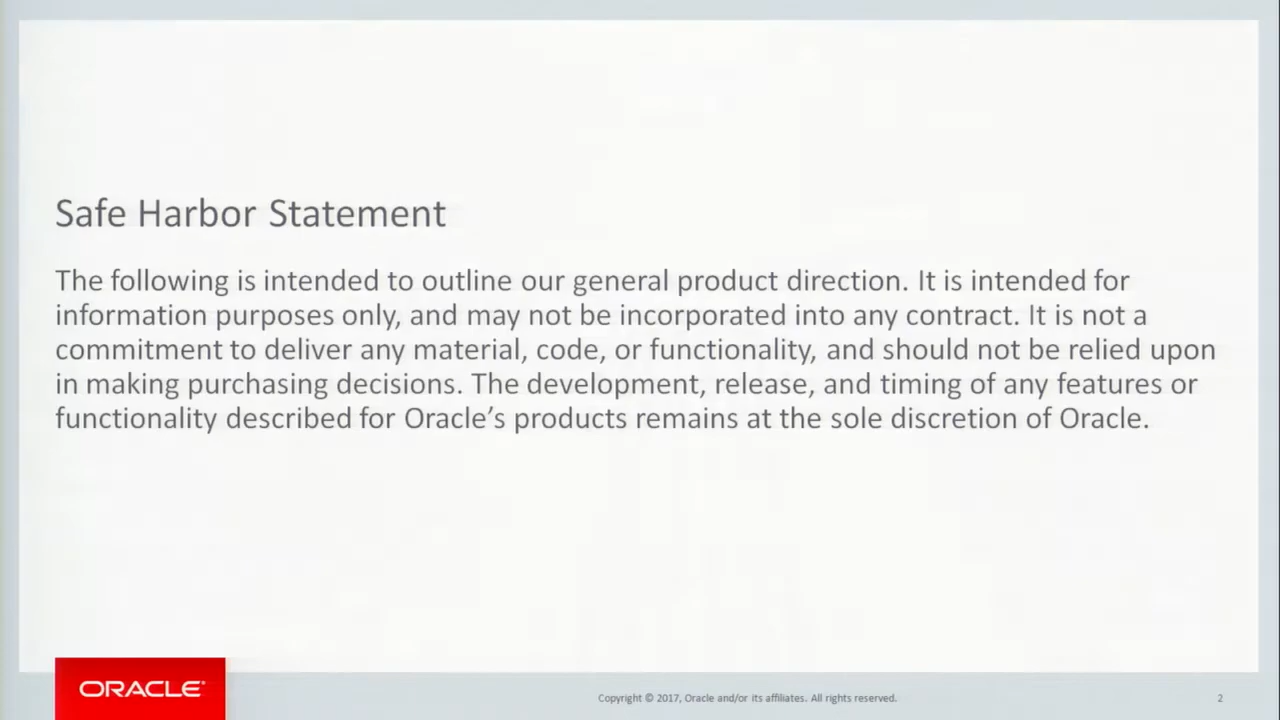 Safe Harbor Statement
The following is intended to outline our general product direction. It is intended for
information purposes only, and may not be incorporated into any contract. It is not a
commitment to deliver any material, code, or functionality, and should not be relied upon
in making purchasing decisions. The development, release, and timing of any features or
functionality described for Oracle’s products remains at the sole discretion of Oracle.
ORACLE®
Copyright © 2017, Oracle and/or its affiliates. All rights reserved.
2